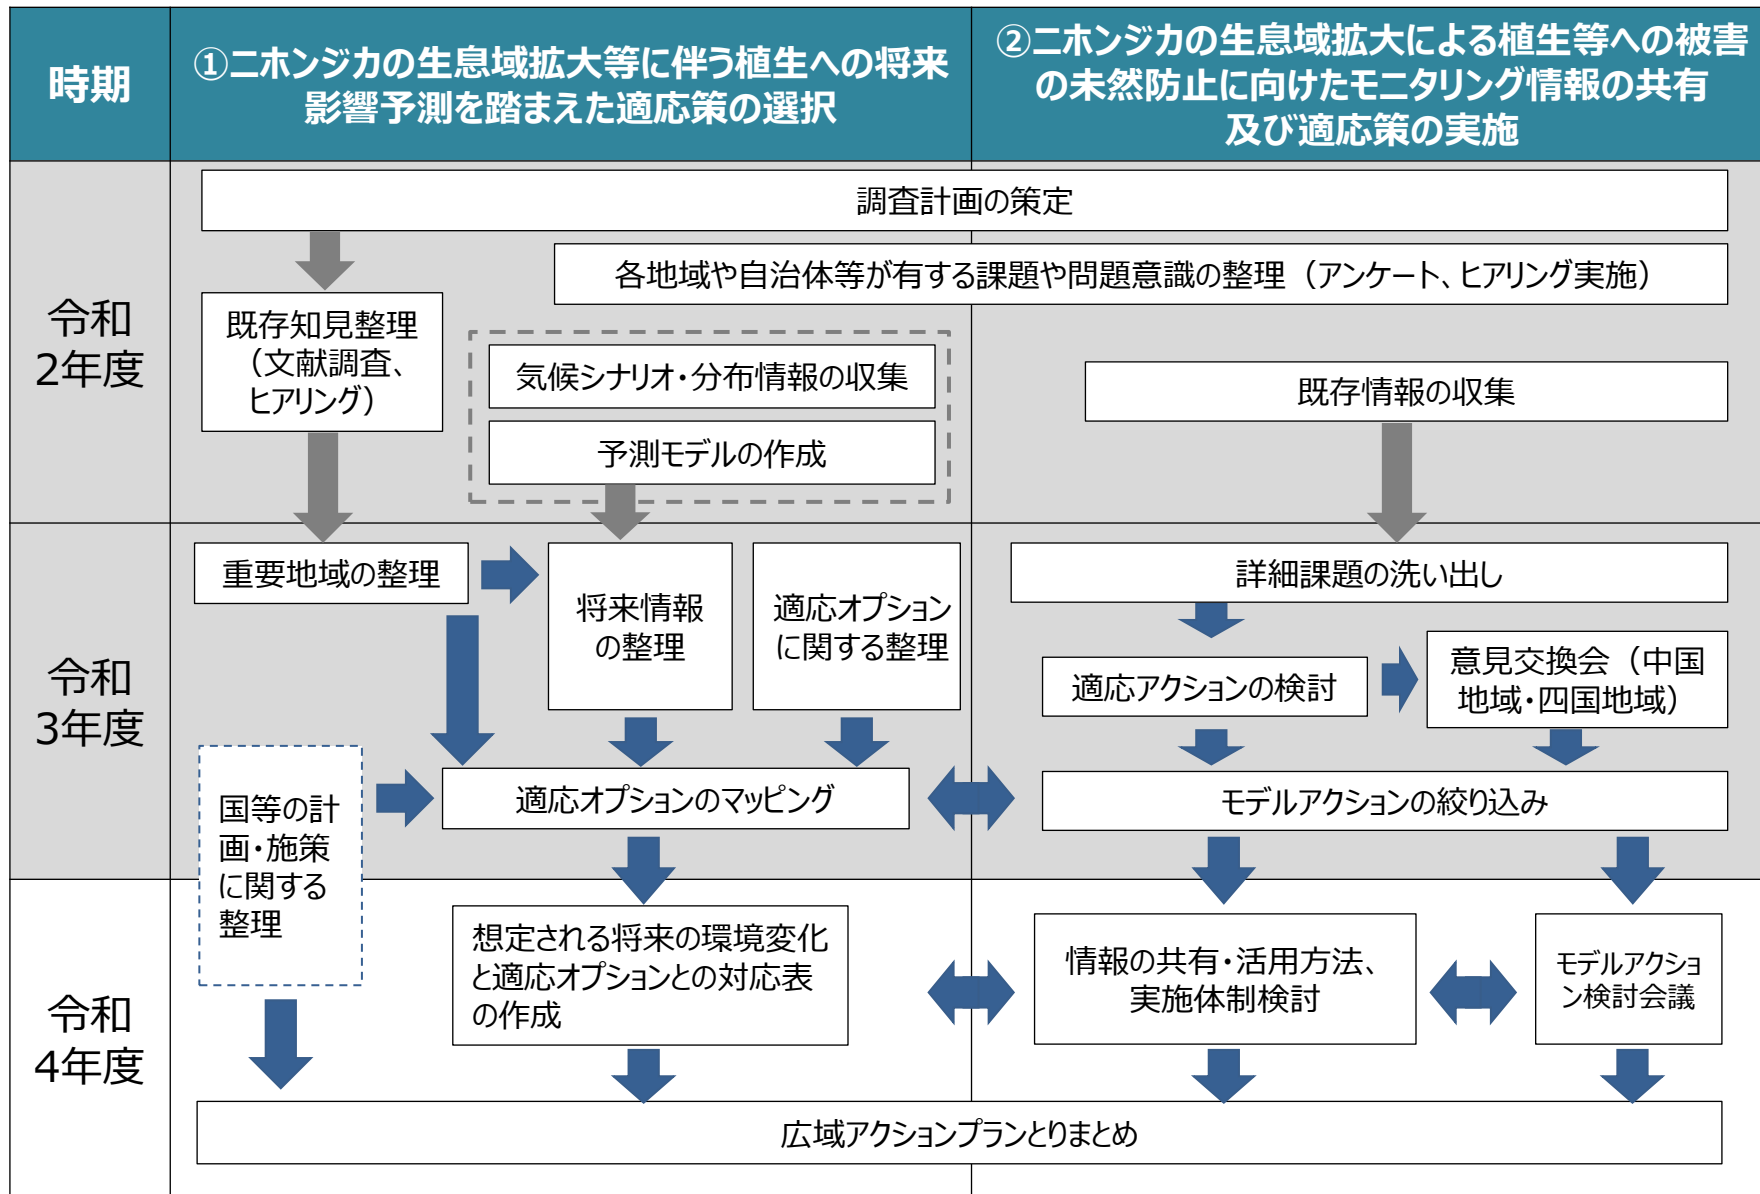 時期
①ニホンジカの生息域拡大等に伴う植生への将来
影響予測を踏まえた適応策の選択
②ニホンジカの生息域拡大による植生等への被害
の未然防止に向けたモニタリング情報の共有
及び適応策の実施
令和
2年度
調査計画の策定
各地域や自治体等が有する課題や問題意識の整理（アンケート、ヒアリング実施）
既存知見整理
（文献調査、
ヒアリング）
気候シナリオ・分布情報の収集
予測モデルの作成
既存情報の収集
令和
3年度
重要地域の整理
将来情報
の整理
適応オプション
に関する整理
詳細課題の洗い出し
適応アクションの検討
意見交換会（中国
地域・四国地域）
国等の計
画・施策
に関する
整理
適応オプションのマッピング
モデルアクションの絞り込み
令和
4年度
想定される将来の環境変化
と適応オプションとの対応表
の作成
情報の共有・活用方法、
実施体制検討
モデルアクショ
ン検討会議
広域アクションプランとりまとめ